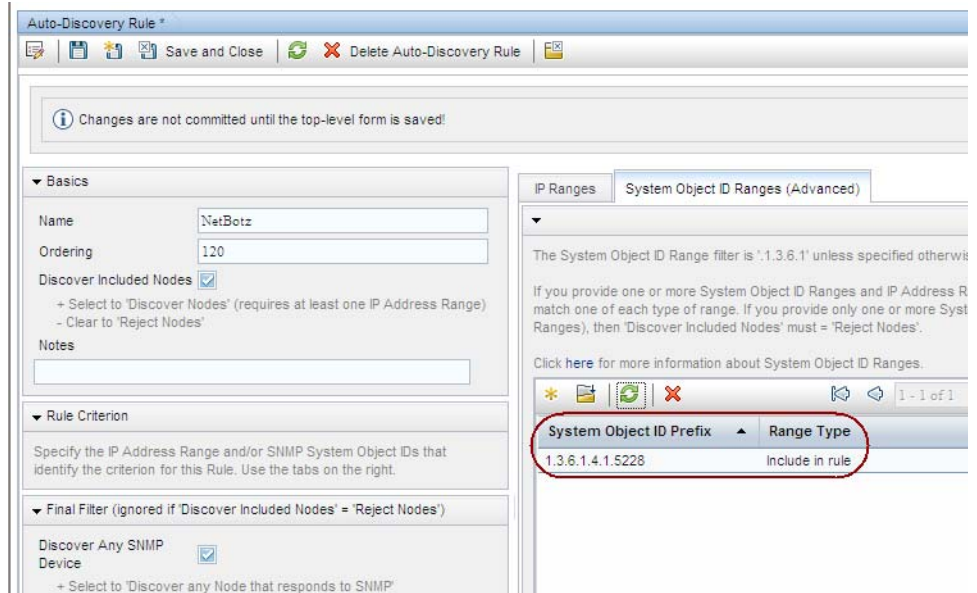 Auto-Discovery Rule *
Save and Close
Delete Auto-Discovery Rule
Changes are not committed until the top-level form is saved!
Basics
Name
NetBotz
Ordering
120
Discover Included Nodes
+ Select to 'Discover Nodes' (requires at least one IP Address Range)
- Clear to 'Reject Nodes'
Notes
Rule Criterion
Specify the IP Address Range and/or SNMP System Object IDs that
identify the criterion for this Rule. Use the tabs on the right.
Final Filter (ignored if 'Discover Included Nodes' = 'Reject Nodes')
Discover Any SNMP
Device
+ Select to 'Discover any Node that responds to SNMP'
IP Ranges
System Object ID Ranges (Advanced)
The System Object ID Range filter is '.1.3.6.1' unless specified otherwis
If you provide one or more System Object ID Ranges and IP Address R
match one of each type of range. If you provide only one or more Syst
Ranges), then 'Discover Included Nodes' must = 'Reject Nodes'.
Click here for more information about System Object ID Ranges.
1 - 1 of 1
System Object ID Prefix
Range Type
1.3.6.1.4.1.5228
Include in rule